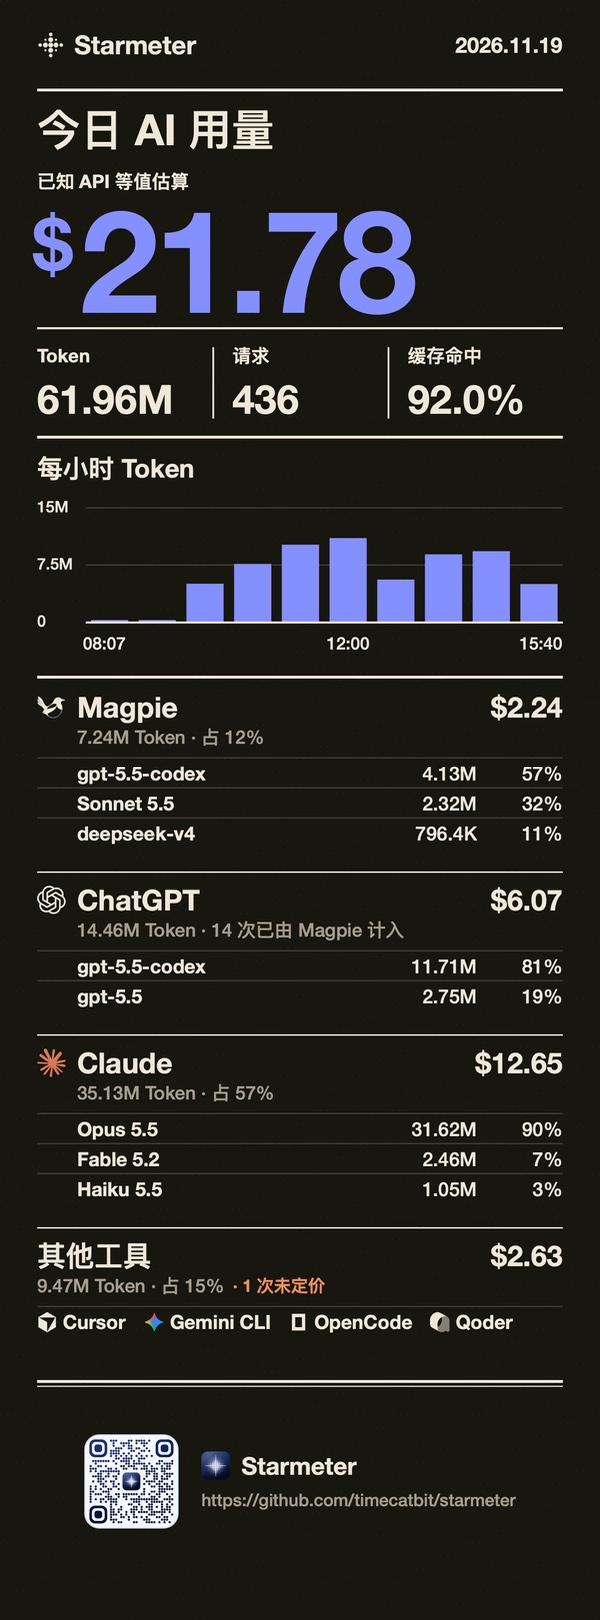 Starmeter 2026.11.19
今日 AI 用量
已知 API 等值估算
$21.78
Token 请求 缓存命中
61.96M 436 92.0%
每小时 Token
15M
7.5M
0
08:07 12:00 15:40
Magpie $2.24
7.24M Token · 占 12%
gpt-5.5-codex 4.13M 57%
Sonnet 5.5 2.32M 32%
deepseek-v4 796.4K 11%
ChatGPT $6.07
14.46M Token · 14 次已由 Magpie 计入
gpt-5.5-codex 11.71M 81%
gpt-5.5 2.75M 19%
Claude $12.65
35.13M Token · 占 57%
Opus 5.5 31.62M 90%
Fable 5.2 2.46M 7%
Haiku 5.5 1.05M 3%
其他工具 $2.63
9.47M Token · 占 15% · 1 次未定价
Cursor Gemini CLI OpenCode Qoder
Starmeter
https://github.com/timecatbit/starmeter